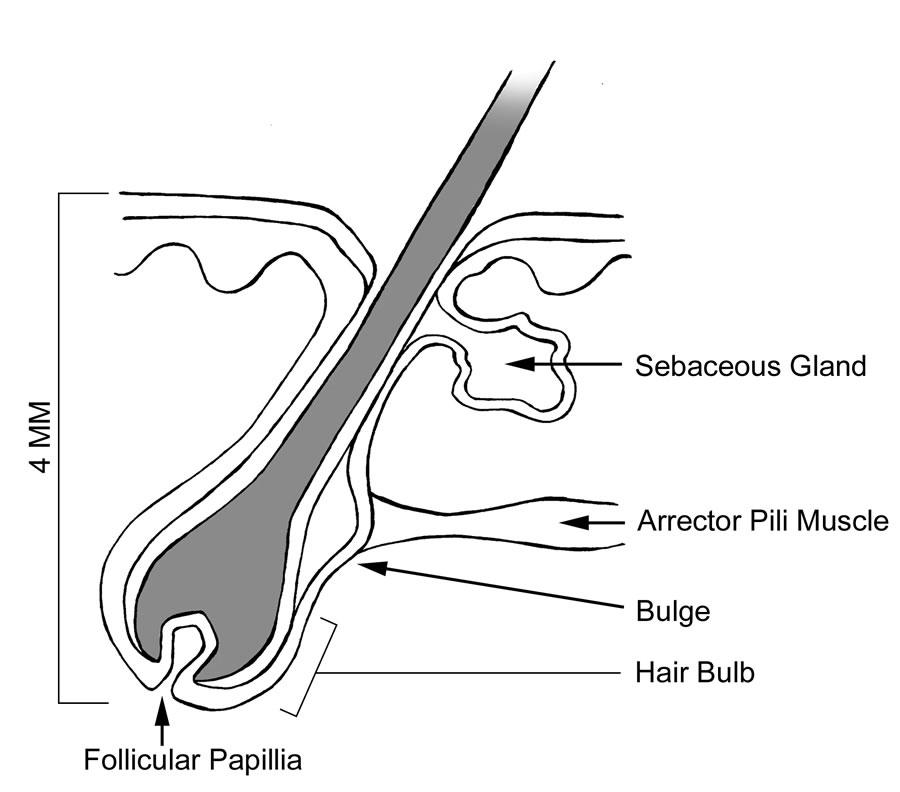 4 MM
Sebaceous Gland
Arrector Pili Muscle
Bulge
Hair Bulb
Follicular Papillia